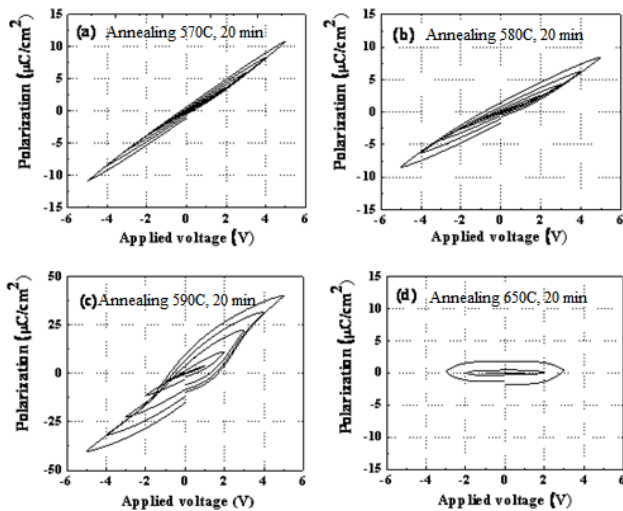 (a) Annealing 570C, 20 min
Polarization (μC/cm²)
15
10
5
0
-5
-10
-15
-6 -4 -2 0 2 4 6
Applied voltage (V)
(b) Annealing 580C, 20 min
Polarization (μC/cm²)
15
10
5
0
-5
-10
-15
-6 -4 -2 0 2 4 6
Applied voltage (V)
(c) Annealing 590C, 20 min
Polarization (μC/cm²)
50
25
0
-25
-50
-6 -4 -2 0 2 4 6
Applied voltage (V)
(d) Annealing 650C, 20 min
Polarization (μC/cm²)
15
10
5
0
-5
-10
-15
-6 -4 -2 0 2 4 6
Applied voltage (V)